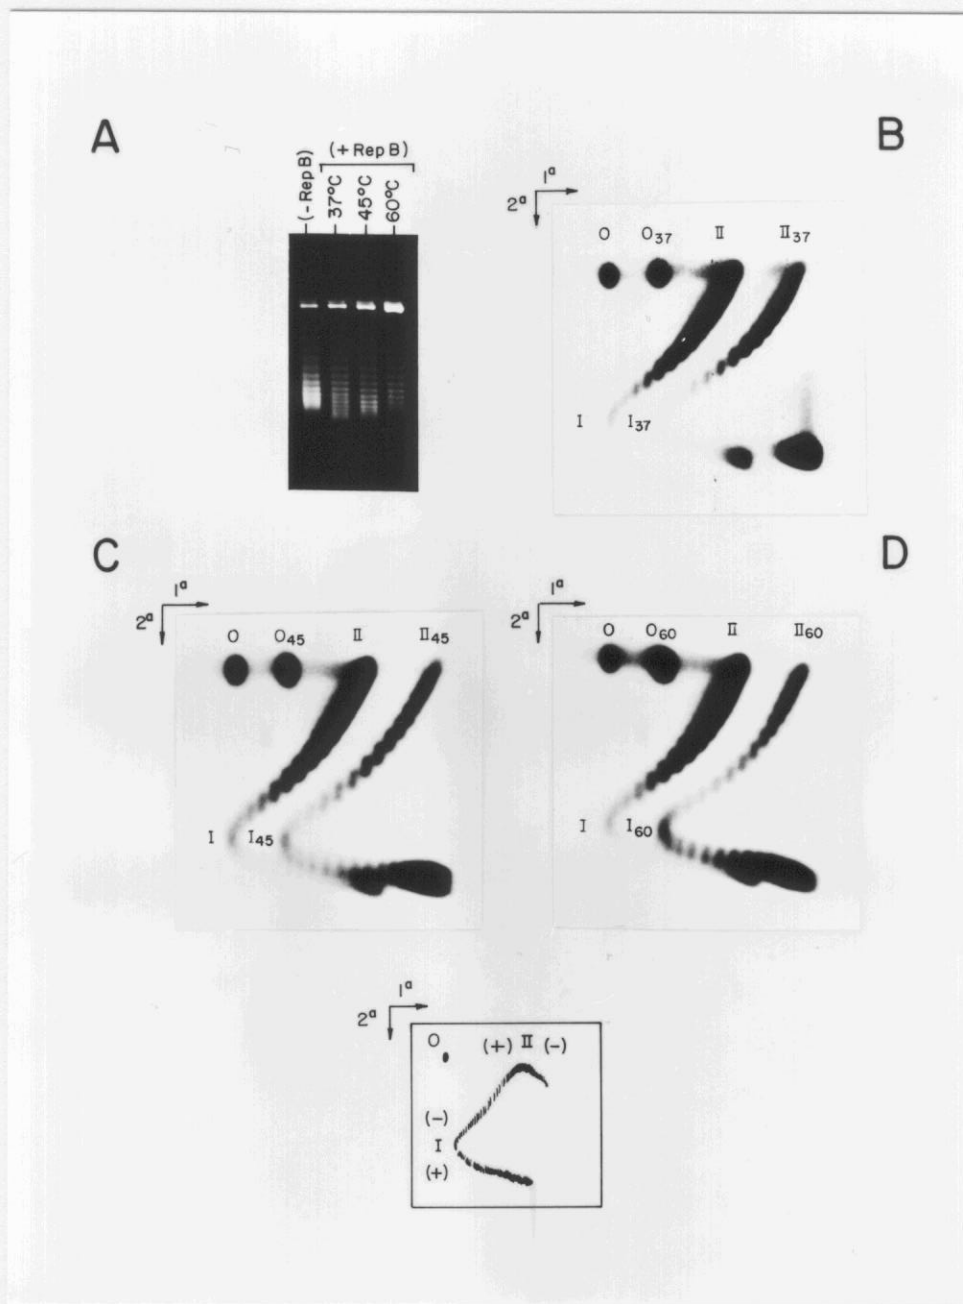 A
(+ Rep B)
(- Rep B)
37°C
45°C
60°C
B
1ª
2ª
O
O37
II
II37
I
I37
C
1ª
2ª
O
O45
II
II45
I
I45
D
1ª
2ª
O
O60
II
II60
I
I60
1ª
2ª
O
(+) II (-)
(-)
I
(+)